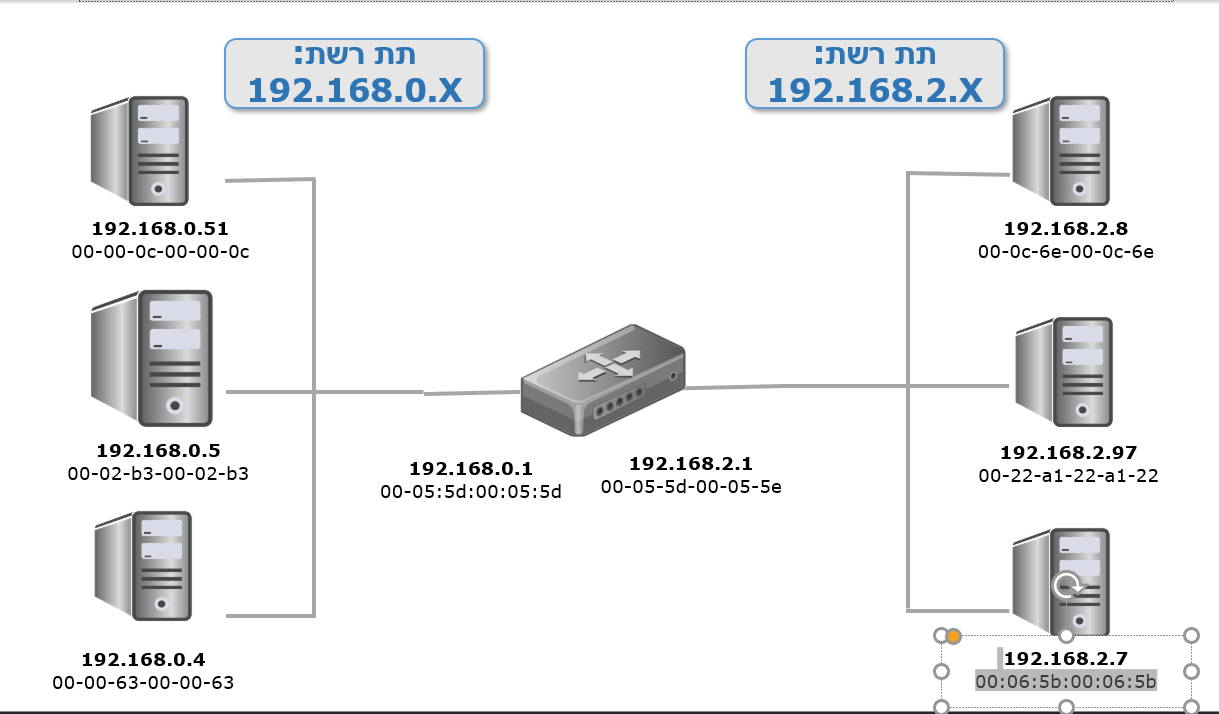 תת רשת:
192.168.0.X
תת רשת:
192.168.2.X
192.168.0.51
00-00-0c-00-00-0c
192.168.2.8
00-0c-6e-00-0c-6e
192.168.0.5
00-02-b3-00-02-b3
192.168.0.1
00-05:5d:00:05:5d
192.168.2.1
00-05-5d-00-05-5e
192.168.2.97
00-22-a1-22-a1-22
192.168.0.4
00-00-63-00-00-63
192.168.2.7
00:06:5b:00:06:5b